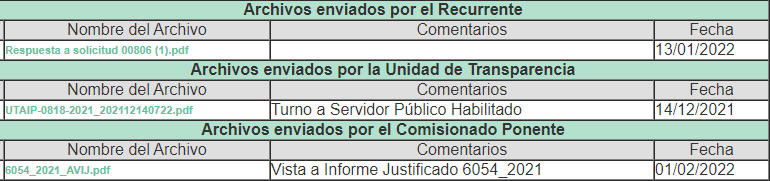 Archivos enviados por el Recurrente
Nombre del Archivo Comentarios Fecha
Respuesta a solicitud 00806 (1).pdf 13/01/2022
Archivos enviados por la Unidad de Transparencia
Nombre del Archivo Comentarios Fecha
UTAIP-0818-2021_202112140722.pdf Turno a Servidor Público Habilitado 14/12/2021
Archivos enviados por el Comisionado Ponente
Nombre del Archivo Comentarios Fecha
6054_2021_AVIJ.pdf Vista a Informe Justificado 6054_2021 01/02/2022